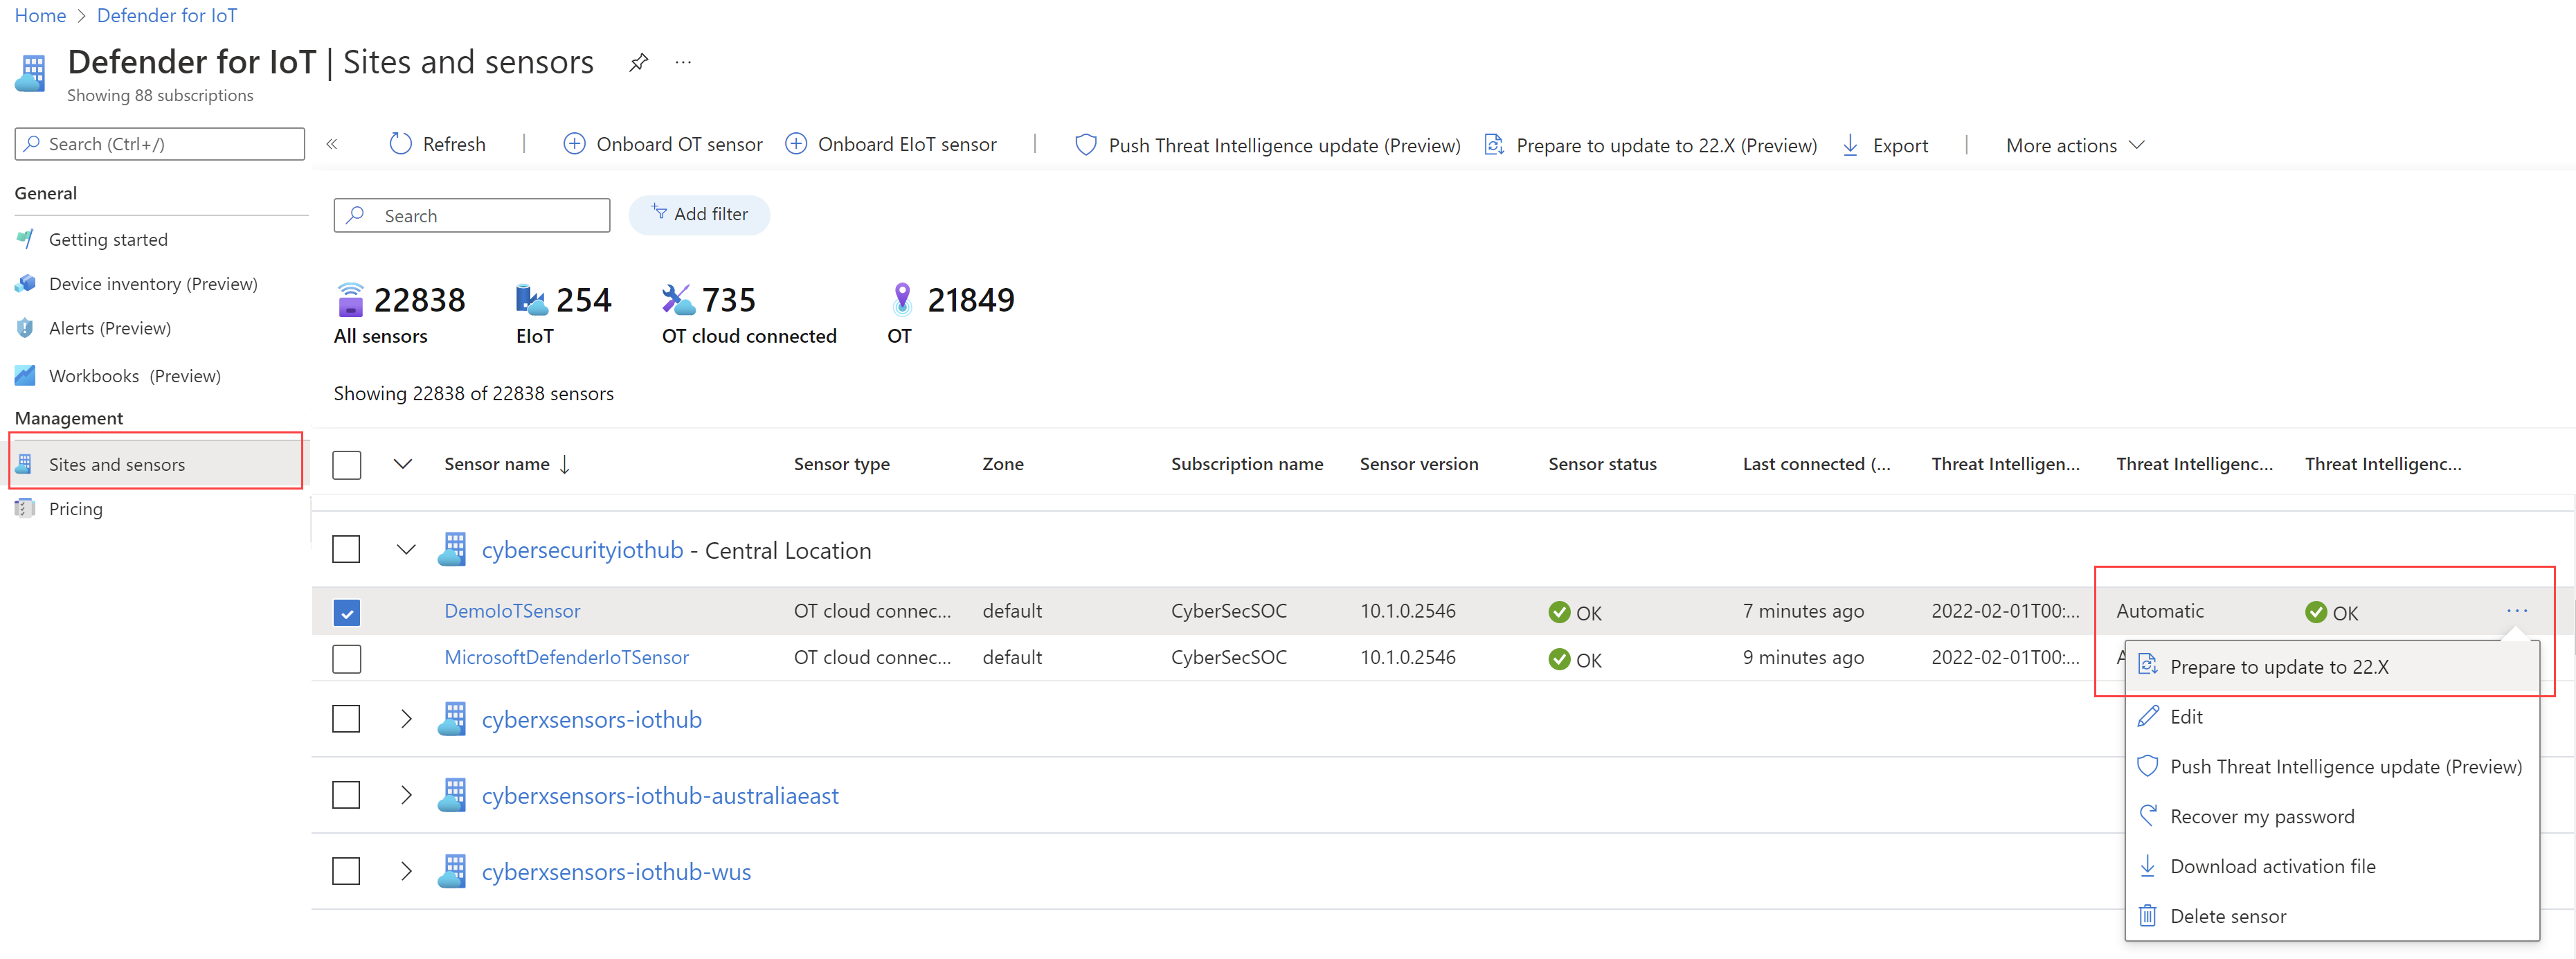 Home > Defender for IoT
Defender for IoT | Sites and sensors ...
Showing 88 subscriptions
Search (Ctrl+/)
«
Refresh | Onboard OT sensor Onboard EIoT sensor | Push Threat Intelligence update (Preview) Prepare to update to 22.X (Preview) Export | More actions
General
Getting started
Device inventory (Preview)
Alerts (Preview)
Workbooks (Preview)
Management
Sites and sensors
Pricing
Search Add filter
22838 254 735 21849
All sensors EIoT OT cloud connected OT
Showing 22838 of 22838 sensors
Sensor name ↓ Sensor type Zone Subscription name Sensor version Sensor status Last connected (... Threat Intelligen... Threat Intelligenc... Threat Intelligenc...
cybersecurityiothub - Central Location
DemoIoTSensor OT cloud connec... default CyberSecSOC 10.1.0.2546 OK 7 minutes ago 2022-02-01T00:... Automatic OK ...
MicrosoftDefenderIoTSensor OT cloud connec... default CyberSecSOC 10.1.0.2546 OK 9 minutes ago 2022-02-01T00:...
cyberxsensors-iothub
cyberxsensors-iothub-australiaeast
cyberxsensors-iothub-wus
Prepare to update to 22.X
Edit
Push Threat Intelligence update (Preview)
Recover my password
Download activation file
Delete sensor